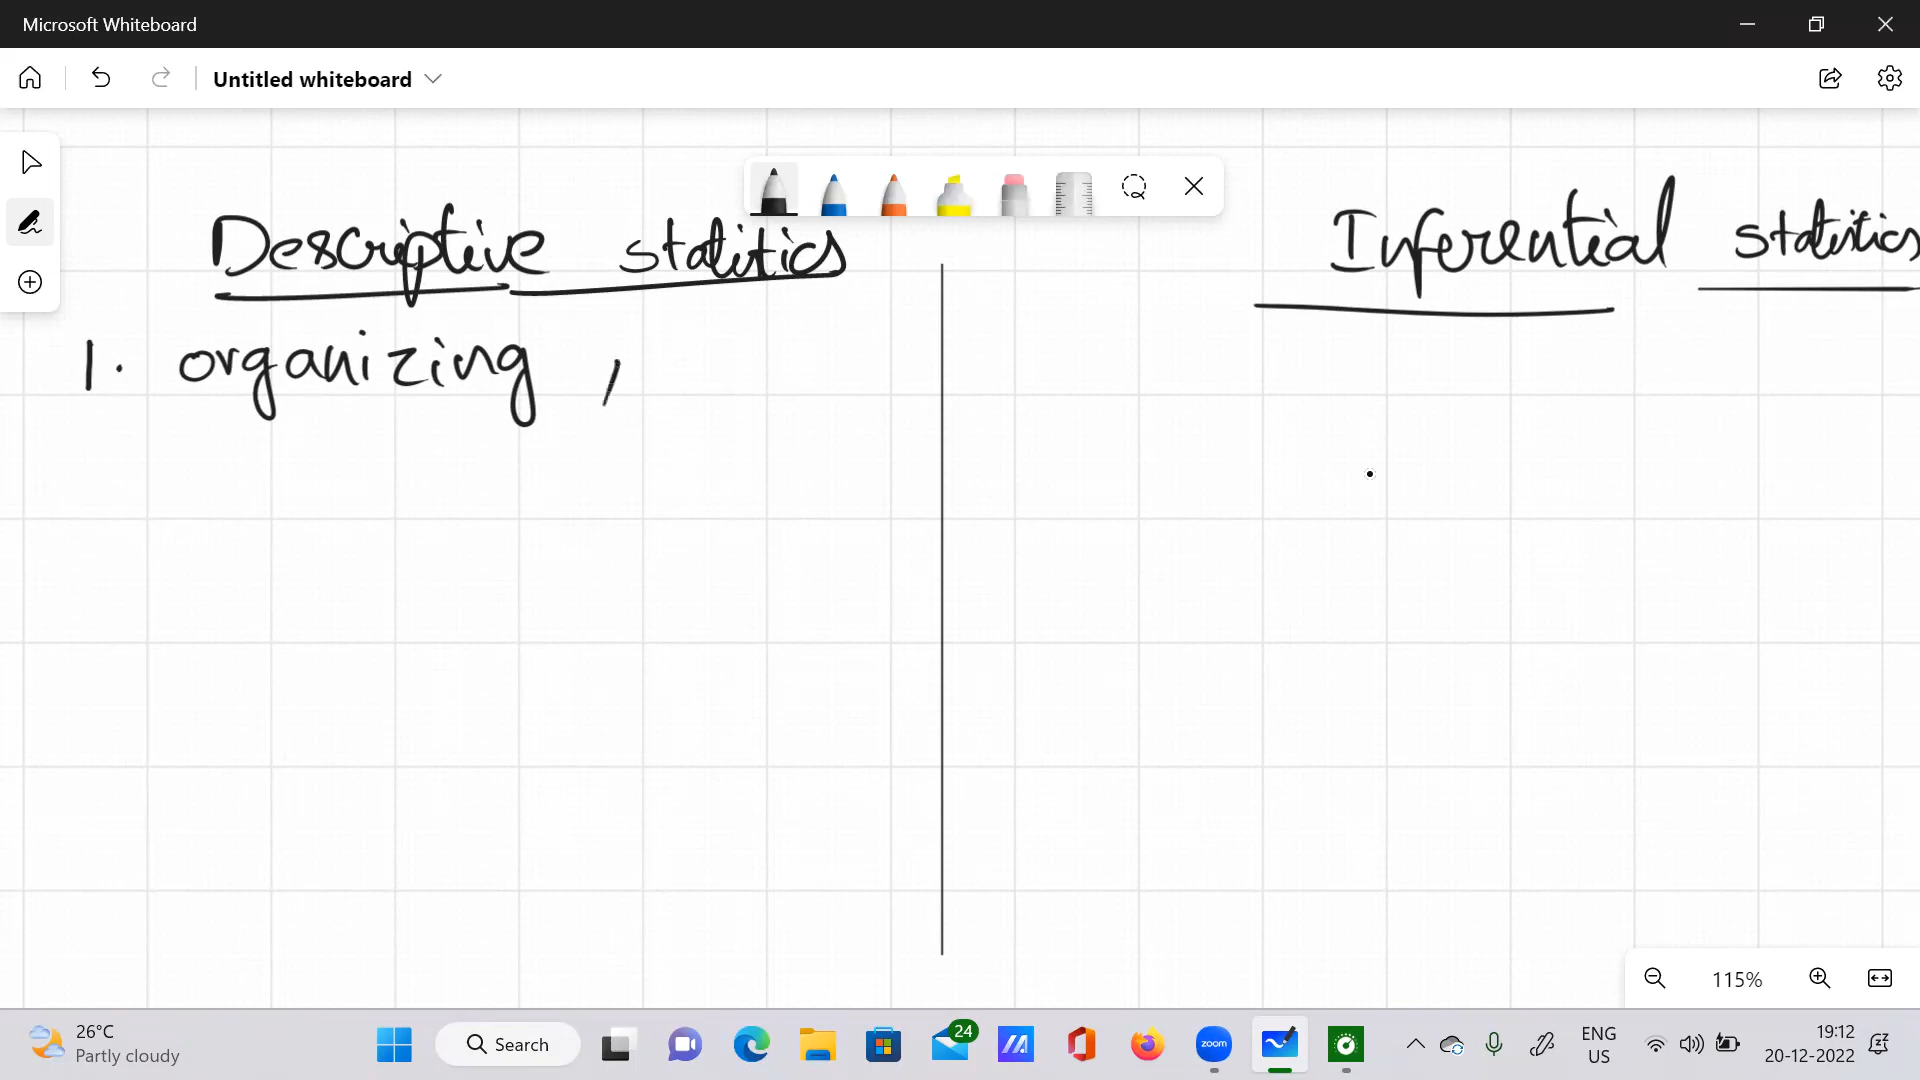 Microsoft Whiteboard
Untitled whiteboard
Descriptive statistics
Inferential statistics
1. organizing ,
115%
26°C
Partly cloudy
Search
24
zoom
ENG
US
19:12
20-12-2022